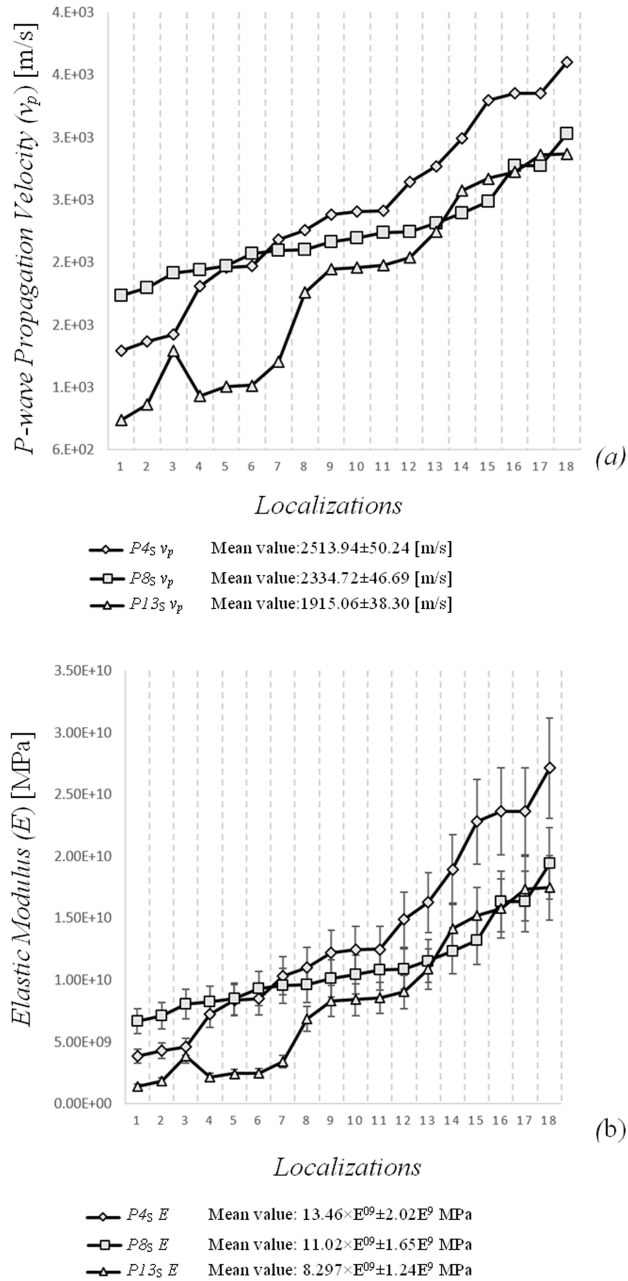 P-wave Propagation Velocity (vₚ) [m/s]
4.E+03
4.E+03
3.E+03
3.E+03
2.E+03
2.E+03
1.E+03
6.E+02
1 2 3 4 5 6 7 8 9 10 11 12 13 14 15 16 17 18
(a)
Localizations
P4s vₚ Mean value:2513.94±50.24 [m/s]
P8s vₚ Mean value:2334.72±46.69 [m/s]
P13s vₚ Mean value:1915.06±38.30 [m/s]
Elastic Modulus (E) [MPa]
3.50E+10
3.00E+10
2.50E+10
2.00E+10
1.50E+10
1.00E+10
5.00E+09
0.00E+00
1 2 3 4 5 6 7 8 9 10 11 12 13 14 15 16 17 18
(b)
Localizations
P4s E Mean value: 13.46×E⁰⁹±2.02E⁹ MPa
P8s E Mean value: 11.02×E⁰⁹±1.65E⁹ MPa
P13s E Mean value: 8.297×E⁰⁹±1.24E⁹ MPa